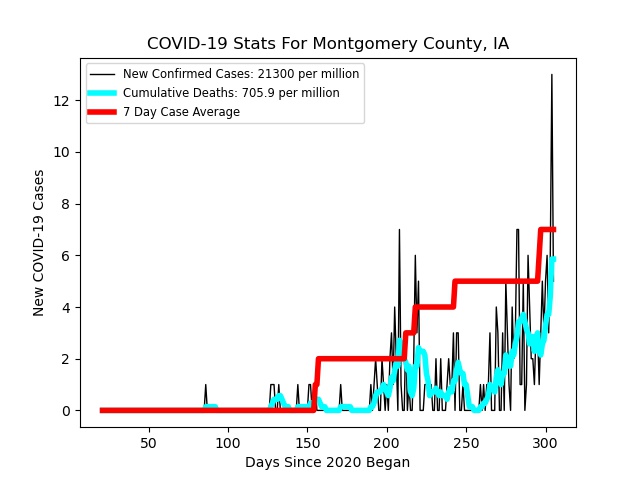 COVID-19 Stats For Montgomery County, IA
New Confirmed Cases: 21300 per million
Cumulative Deaths: 705.9 per million
7 Day Case Average
New COVID-19 Cases
12
10
8
6
4
2
0
50 100 150 200 250 300
Days Since 2020 Began